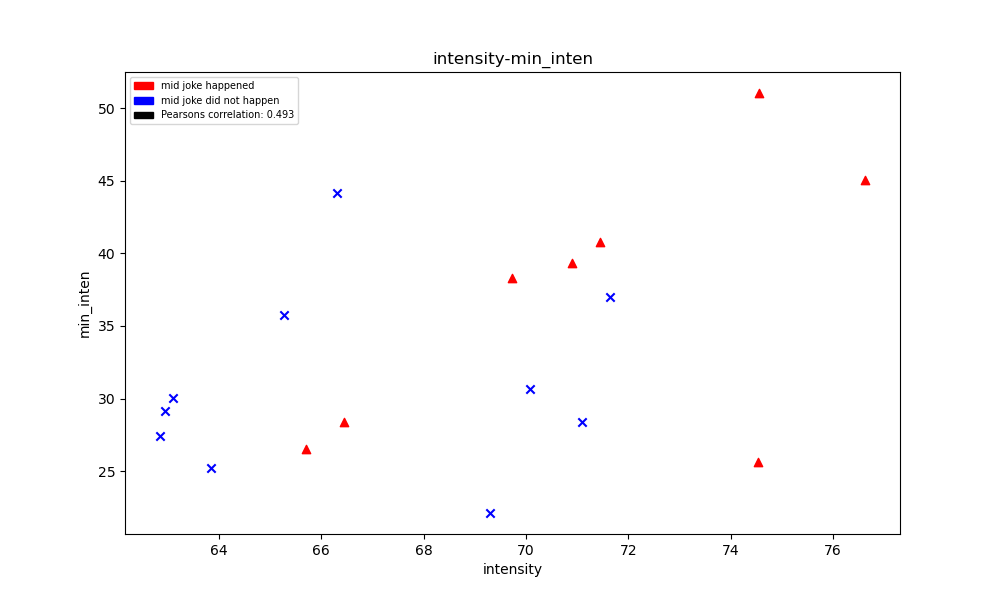 intensity-min_inten
mid joke happened
mid joke did not happen
Pearsons correlation: 0.493
50
45
40
35
30
25
min_inten
64 66 68 70 72 74 76
intensity